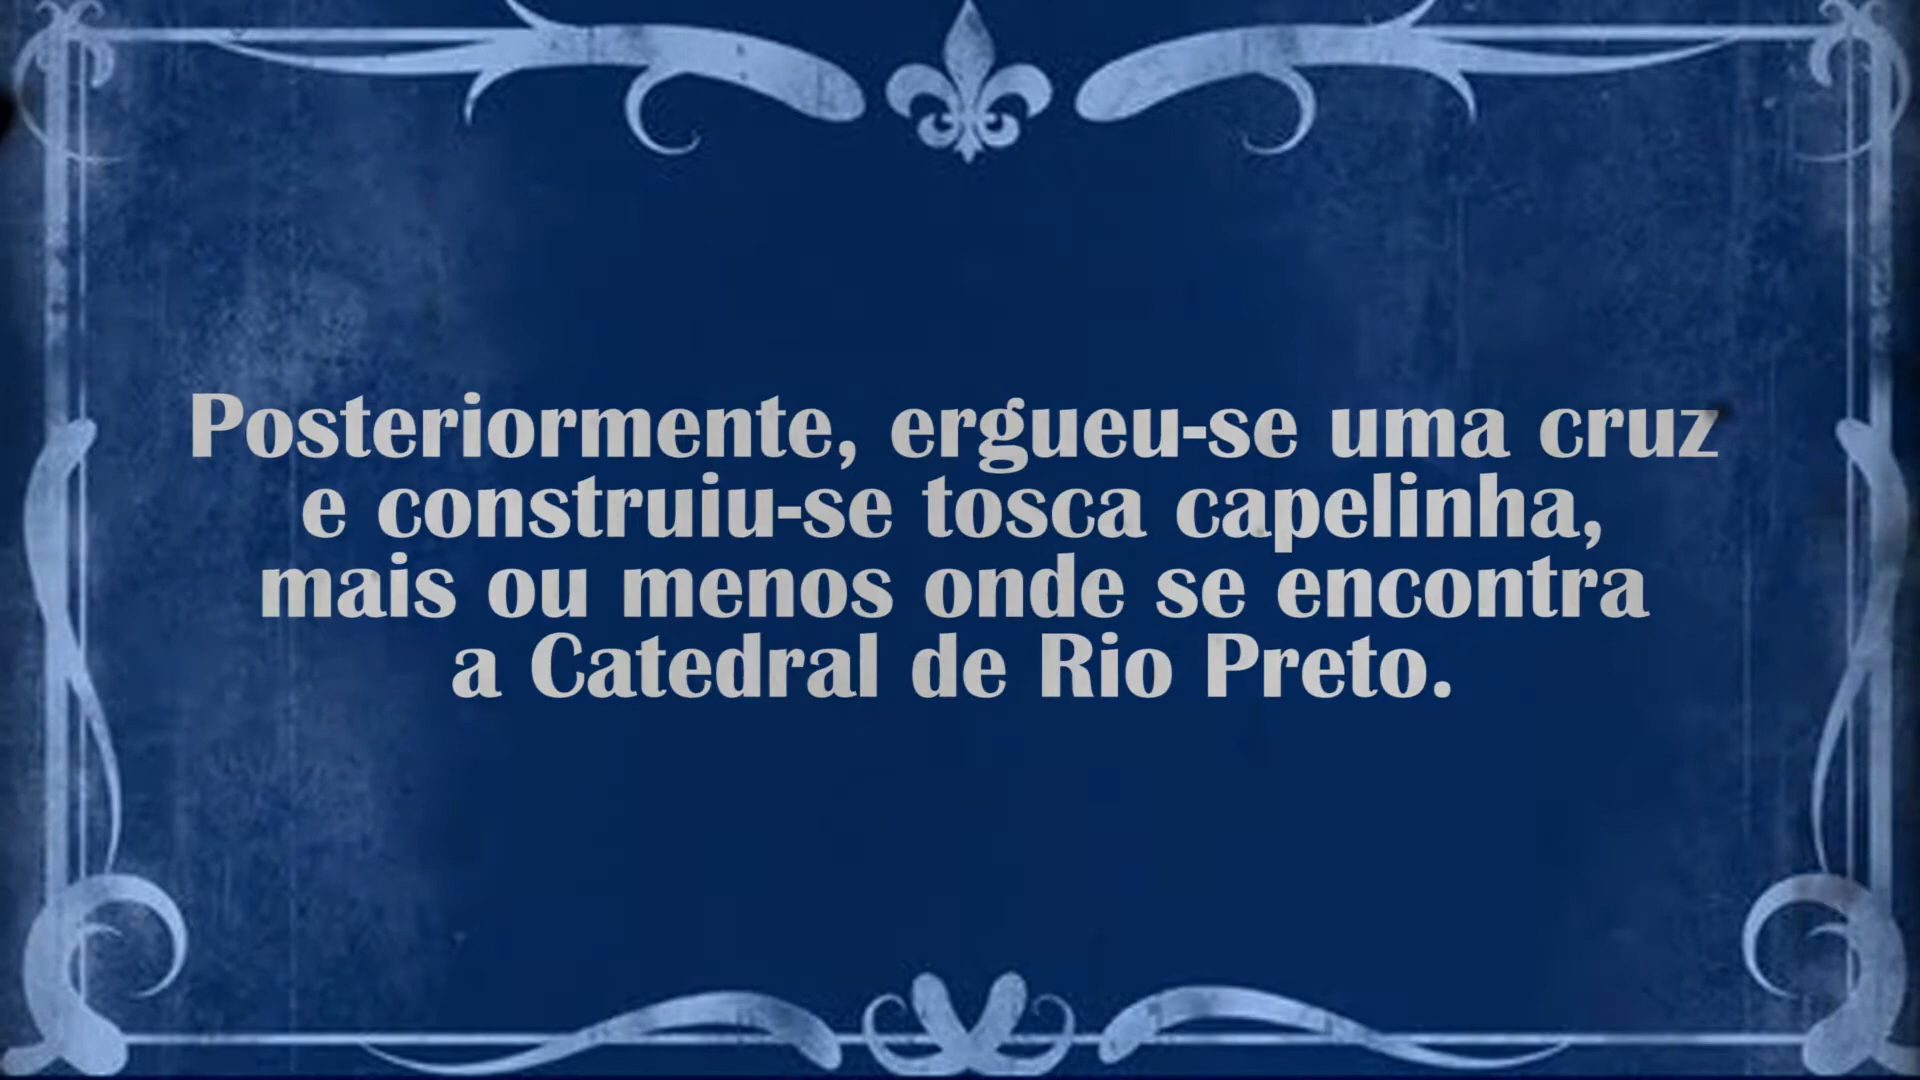 Posteriormente, ergueu-se uma cruz
e construiu-se tosca capelinha,
mais ou menos onde se encontra
a Catedral de Rio Preto.